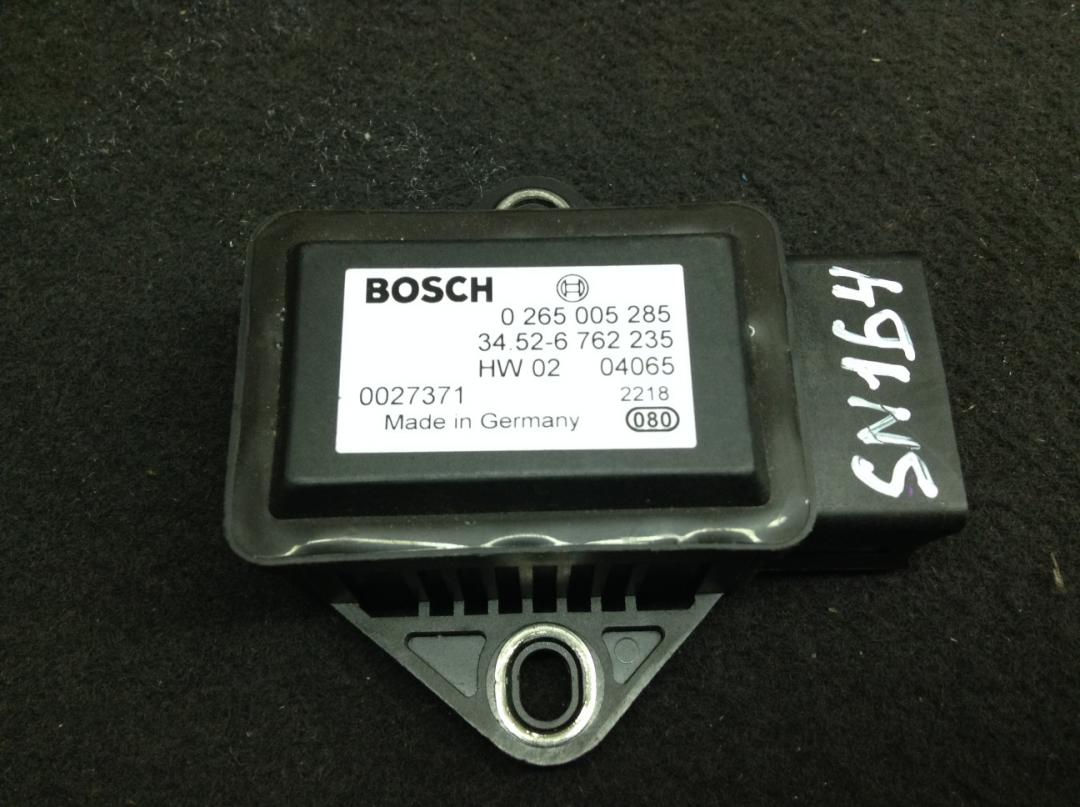 BOSCH
0 265 005 285
34.52-6 762 235
HW 02 04065
0027371 2218
Made in Germany 080
SN164